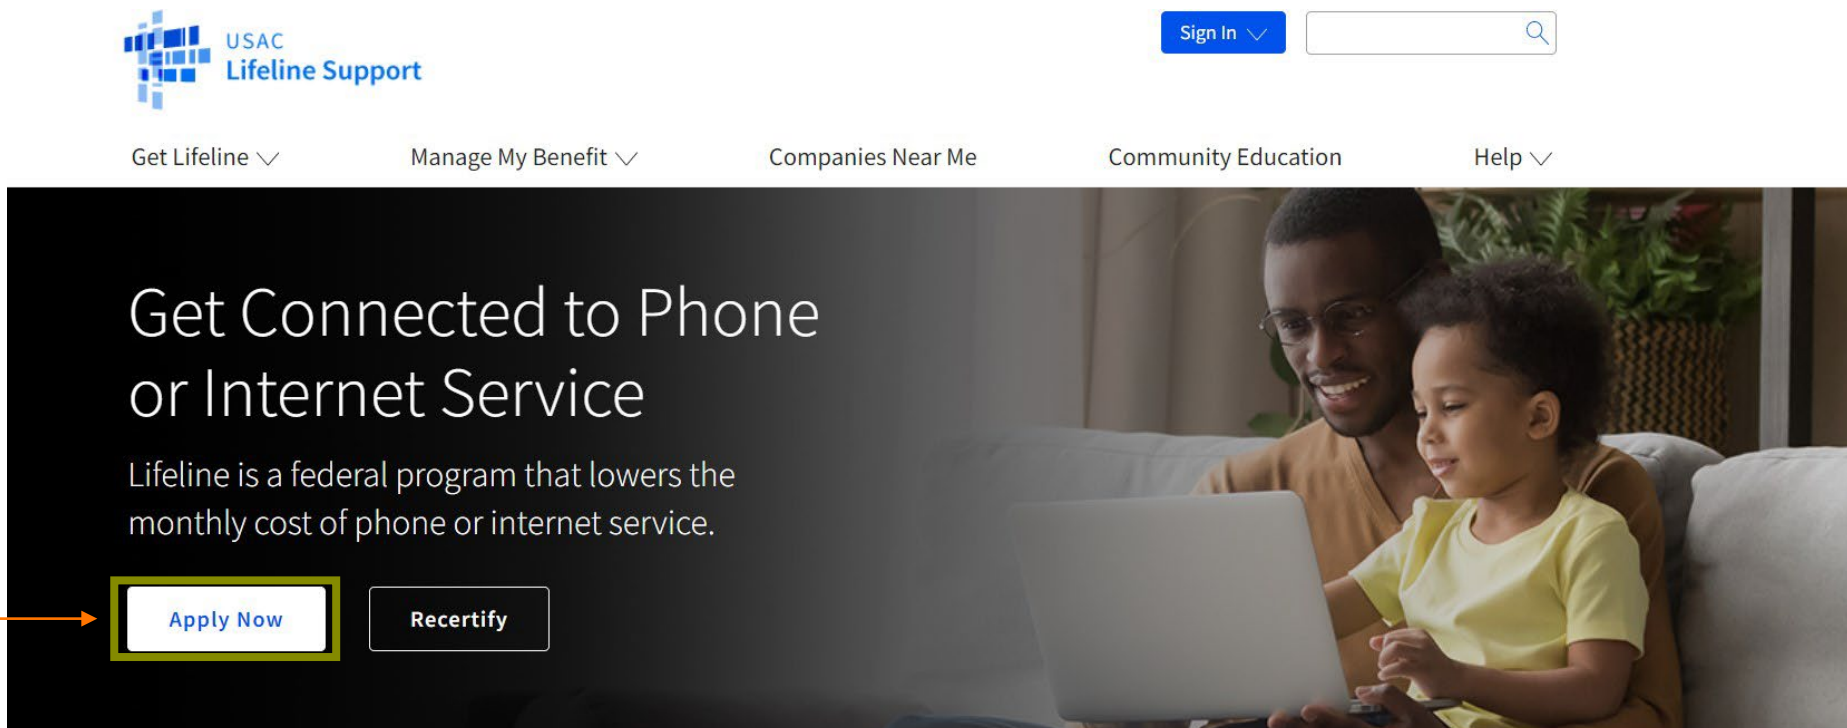 USAC
Lifeline Support
Sign In
Get Lifeline
Manage My Benefit
Companies Near Me
Community Education
Help
Get Connected to Phone
or Internet Service
Lifeline is a federal program that lowers the
monthly cost of phone or internet service.
Apply Now
Recertify